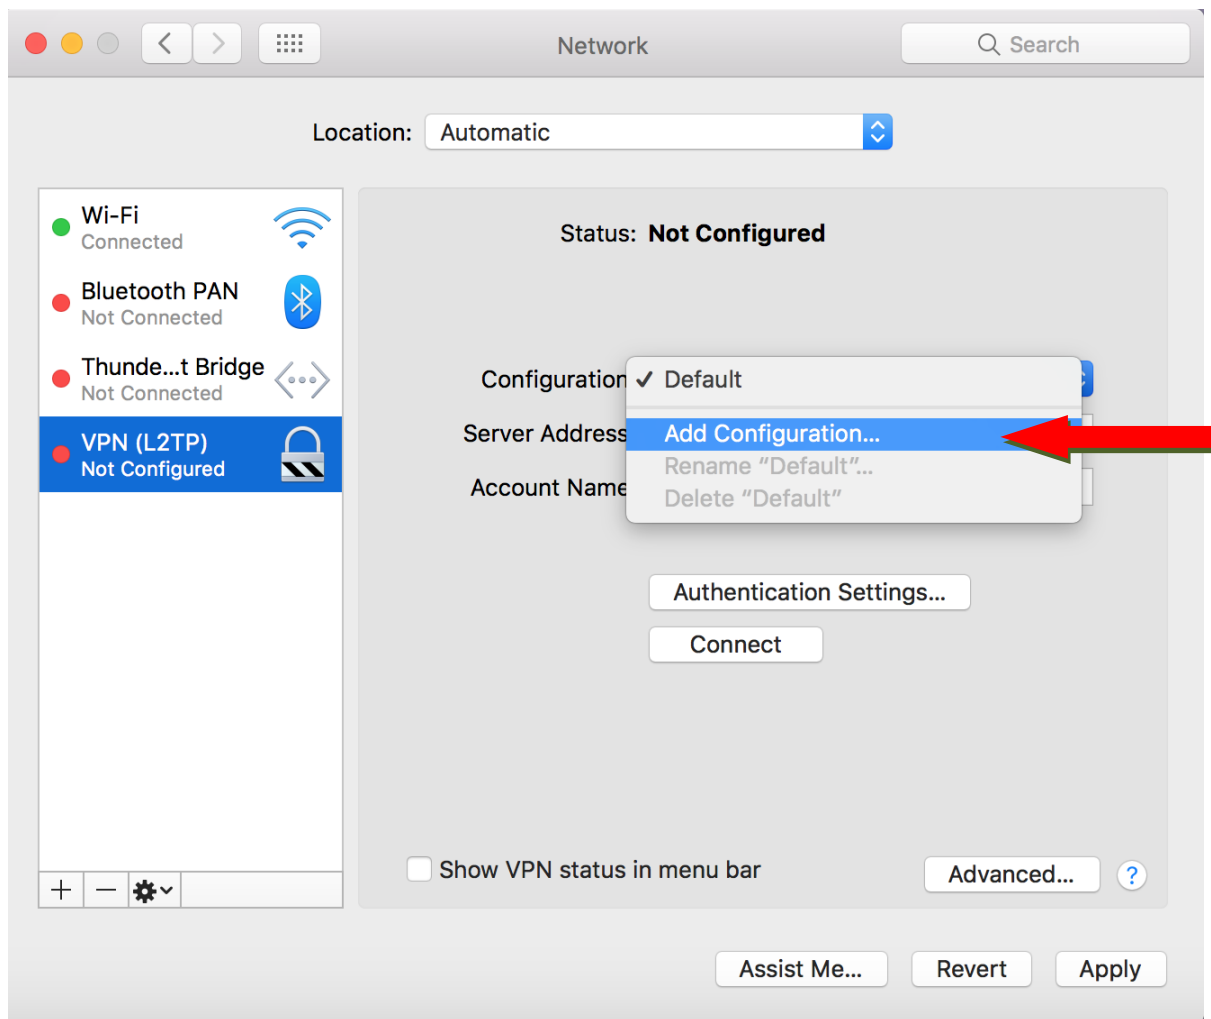 Network
Search
Location: Automatic
Wi-Fi
Connected
Bluetooth PAN
Not Connected
Thunde...t Bridge
Not Connected
VPN (L2TP)
Not Configured
Status: Not Configured
Configuration ✓ Default
Server Address Add Configuration...
Rename “Default”...
Account Name Delete “Default”
Authentication Settings...
Connect
Show VPN status in menu bar
Advanced... ?
Assist Me... Revert Apply